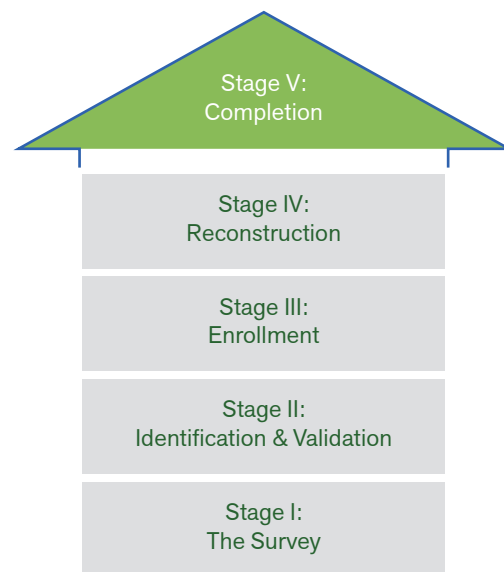 Stage V:
Completion
Stage IV:
Reconstruction
Stage III:
Enrollment
Stage II:
Identification & Validation
Stage I:
The Survey